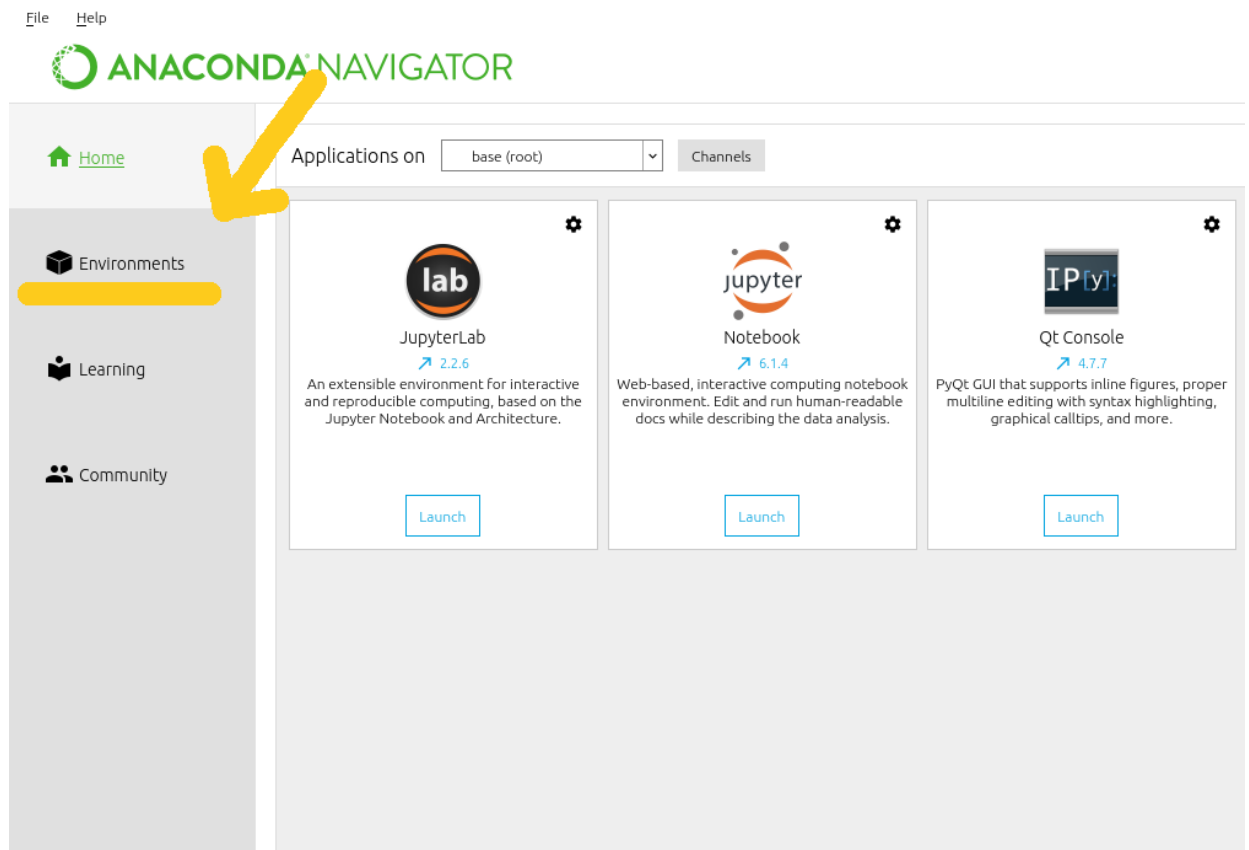 File Help
ANACONDA NAVIGATOR
Home
Applications on base (root) Channels
Environments
Learning
Community
lab
JupyterLab
2.2.6
An extensible environment for interactive
and reproducible computing, based on the
Jupyter Notebook and Architecture.
Launch
jupyter
Notebook
6.1.4
Web-based, interactive computing notebook
environment. Edit and run human-readable
docs while describing the data analysis.
Launch
IP[y]:
Qt Console
4.7.7
PyQt GUI that supports inline figures, proper
multiline editing with syntax highlighting,
graphical calltips, and more.
Launch